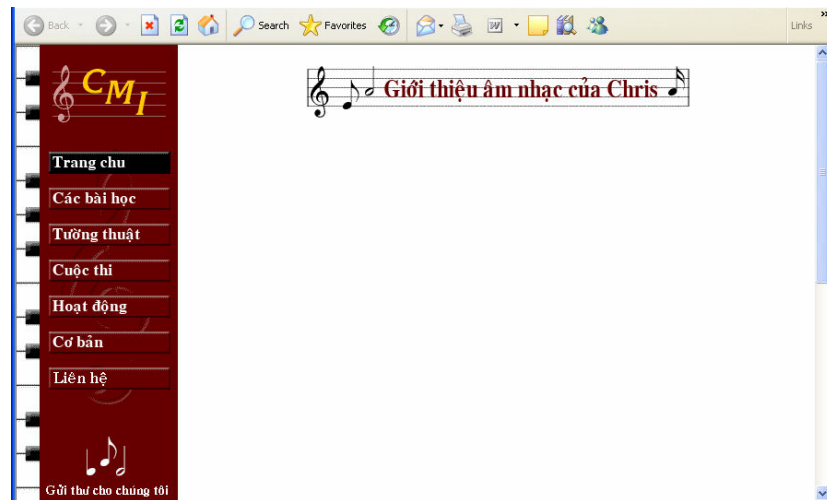 Back
Search
Favorites
Links
CMI
Giới thiệu âm nhạc của Chris
Trang chu
Các bài học
Tường thuật
Cuộc thi
Hoạt động
Cơ bản
Liên hệ
Gửi thư cho chúng tôi